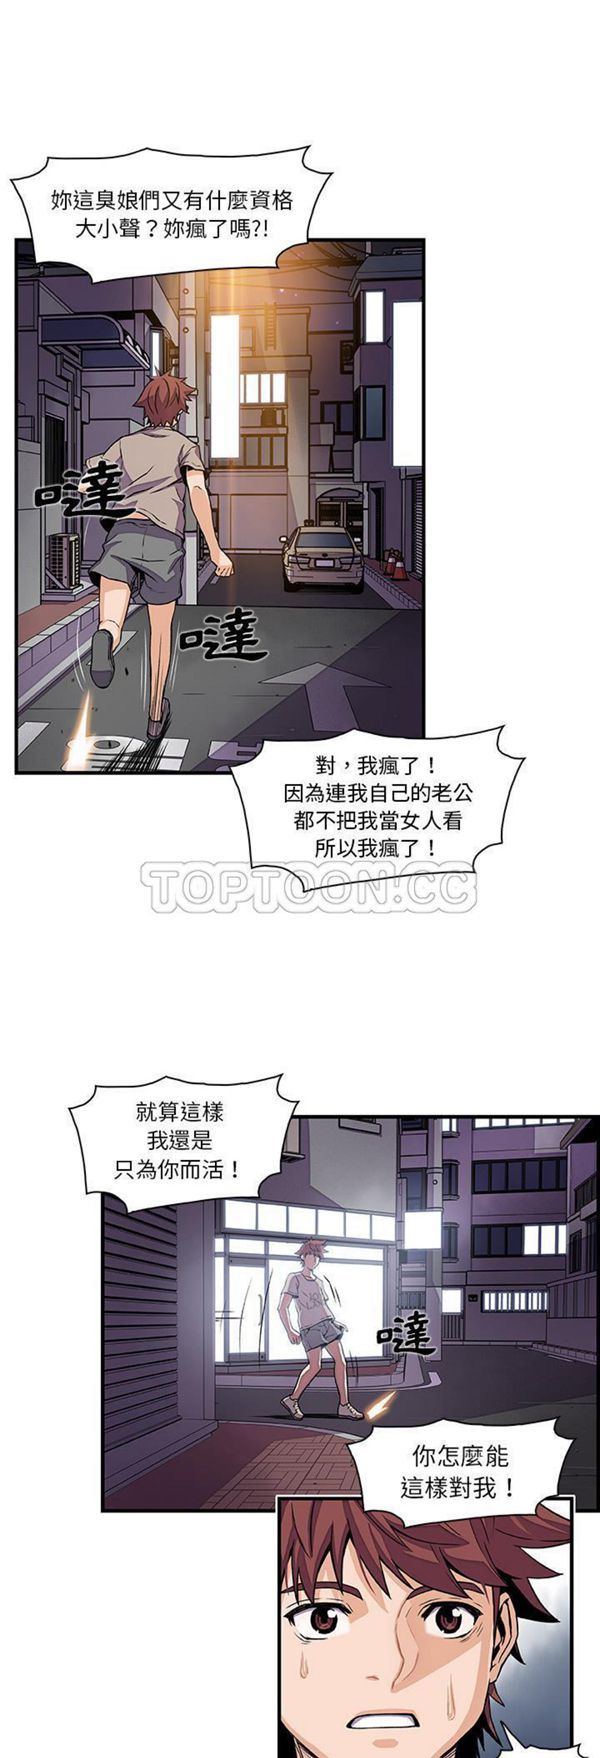 妳這臭娘們又有什麼資格
大小聲？妳瘋了嗎?!
噠
噠
對，我瘋了！
因為連我自己的老公
都不把我當女人看
所以我瘋了！
TOPTOON.CC
就算這樣
我還是
只為你而活！
噠
你怎麼能
這樣對我！